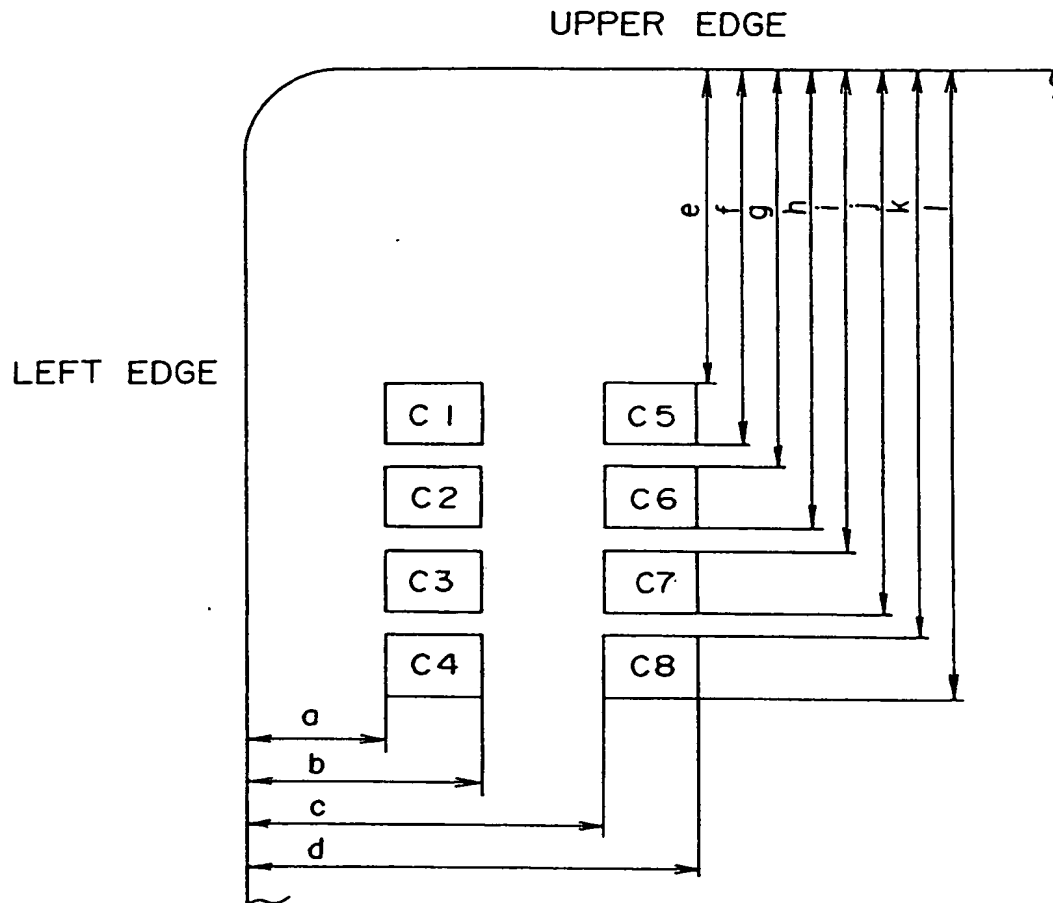 UPPER EDGE
e f g h i j k l
LEFT EDGE
C1 C5
C2 C6
C3 C7
C4 C8
a
b
c
d